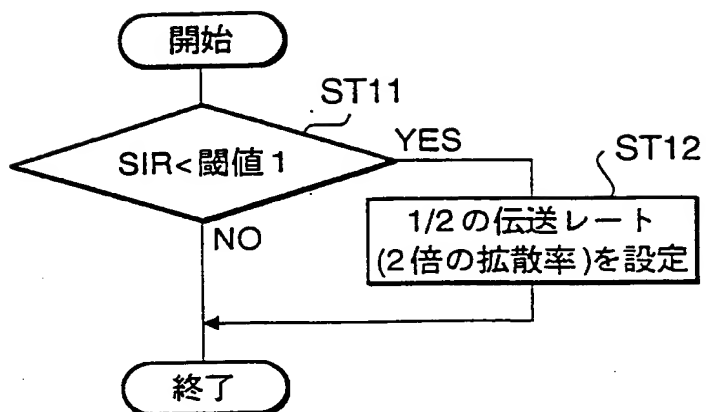 開始
ST11
SIR<閾値1
YES
ST12
1/2の伝送レート
(2倍の拡散率)を設定
NO
終了